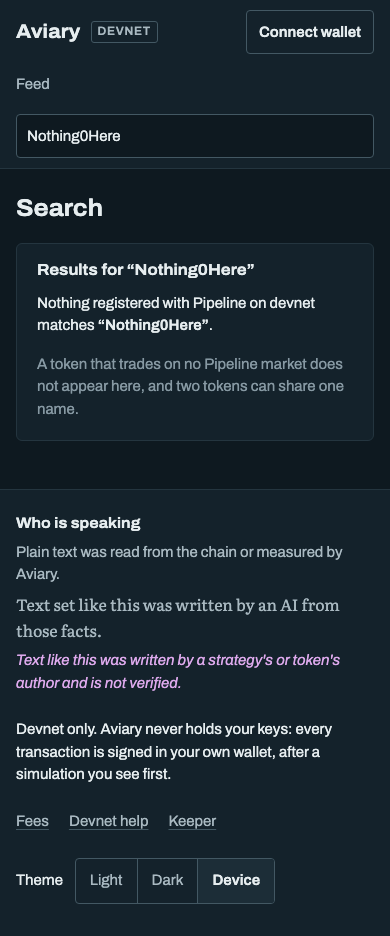 Aviary DEVNET Connect wallet
Feed
Nothing0Here
Search
Results for “Nothing0Here”
Nothing registered with Pipeline on devnet
matches “Nothing0Here”.
A token that trades on no Pipeline market does
not appear here, and two tokens can share one
name.
Who is speaking
Plain text was read from the chain or measured by
Aviary.
Text set like this was written by an AI from
those facts.
Text like this was written by a strategy's or token's
author and is not verified.
Devnet only. Aviary never holds your keys: every
transaction is signed in your own wallet, after a
simulation you see first.
Fees Devnet help Keeper
Theme Light Dark Device